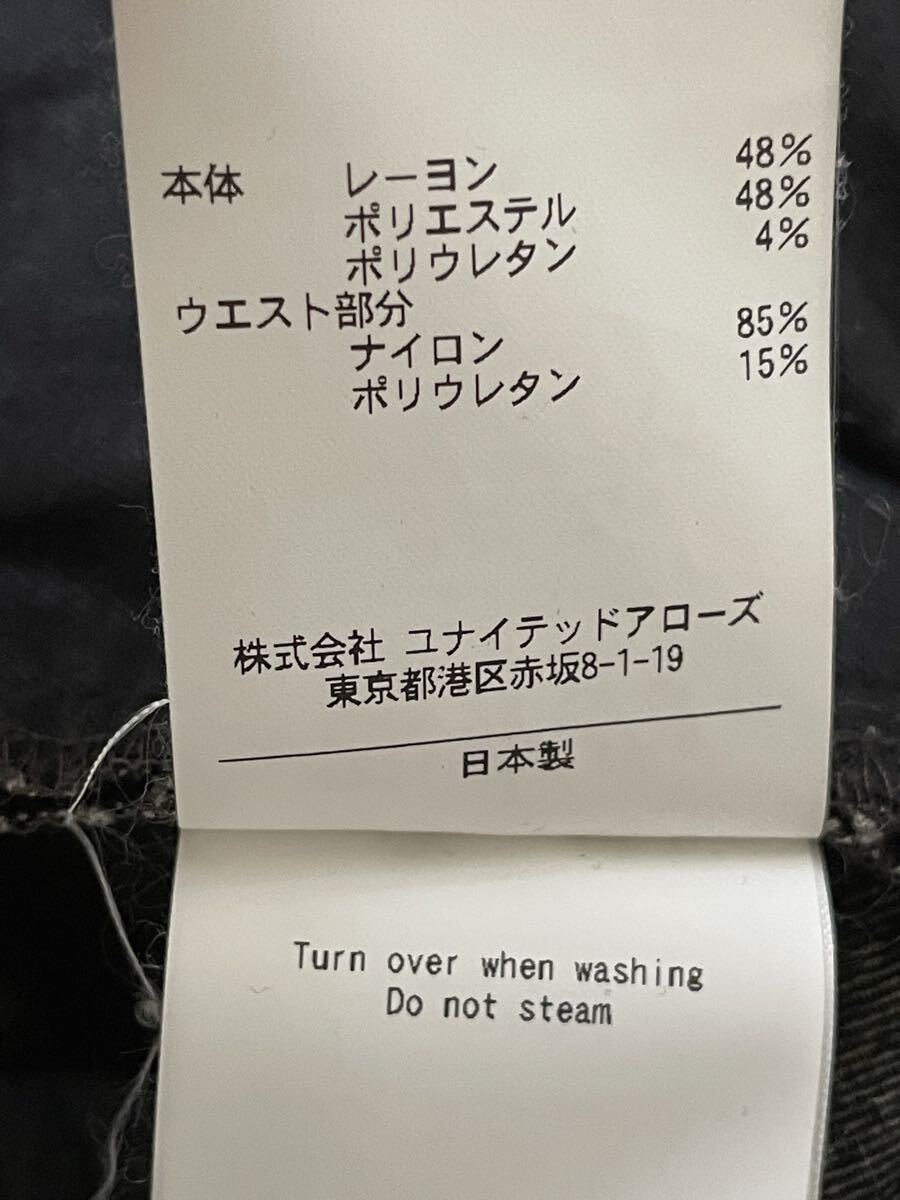 本体 レーヨン 48%
ポリエステル 48%
ポリウレタン 4%
ウエスト部分
ナイロン 85%
ポリウレタン 15%
株式会社 ユナイテッドアローズ
東京都港区赤坂8-1-19
日本製
Turn over when washing
Do not steam